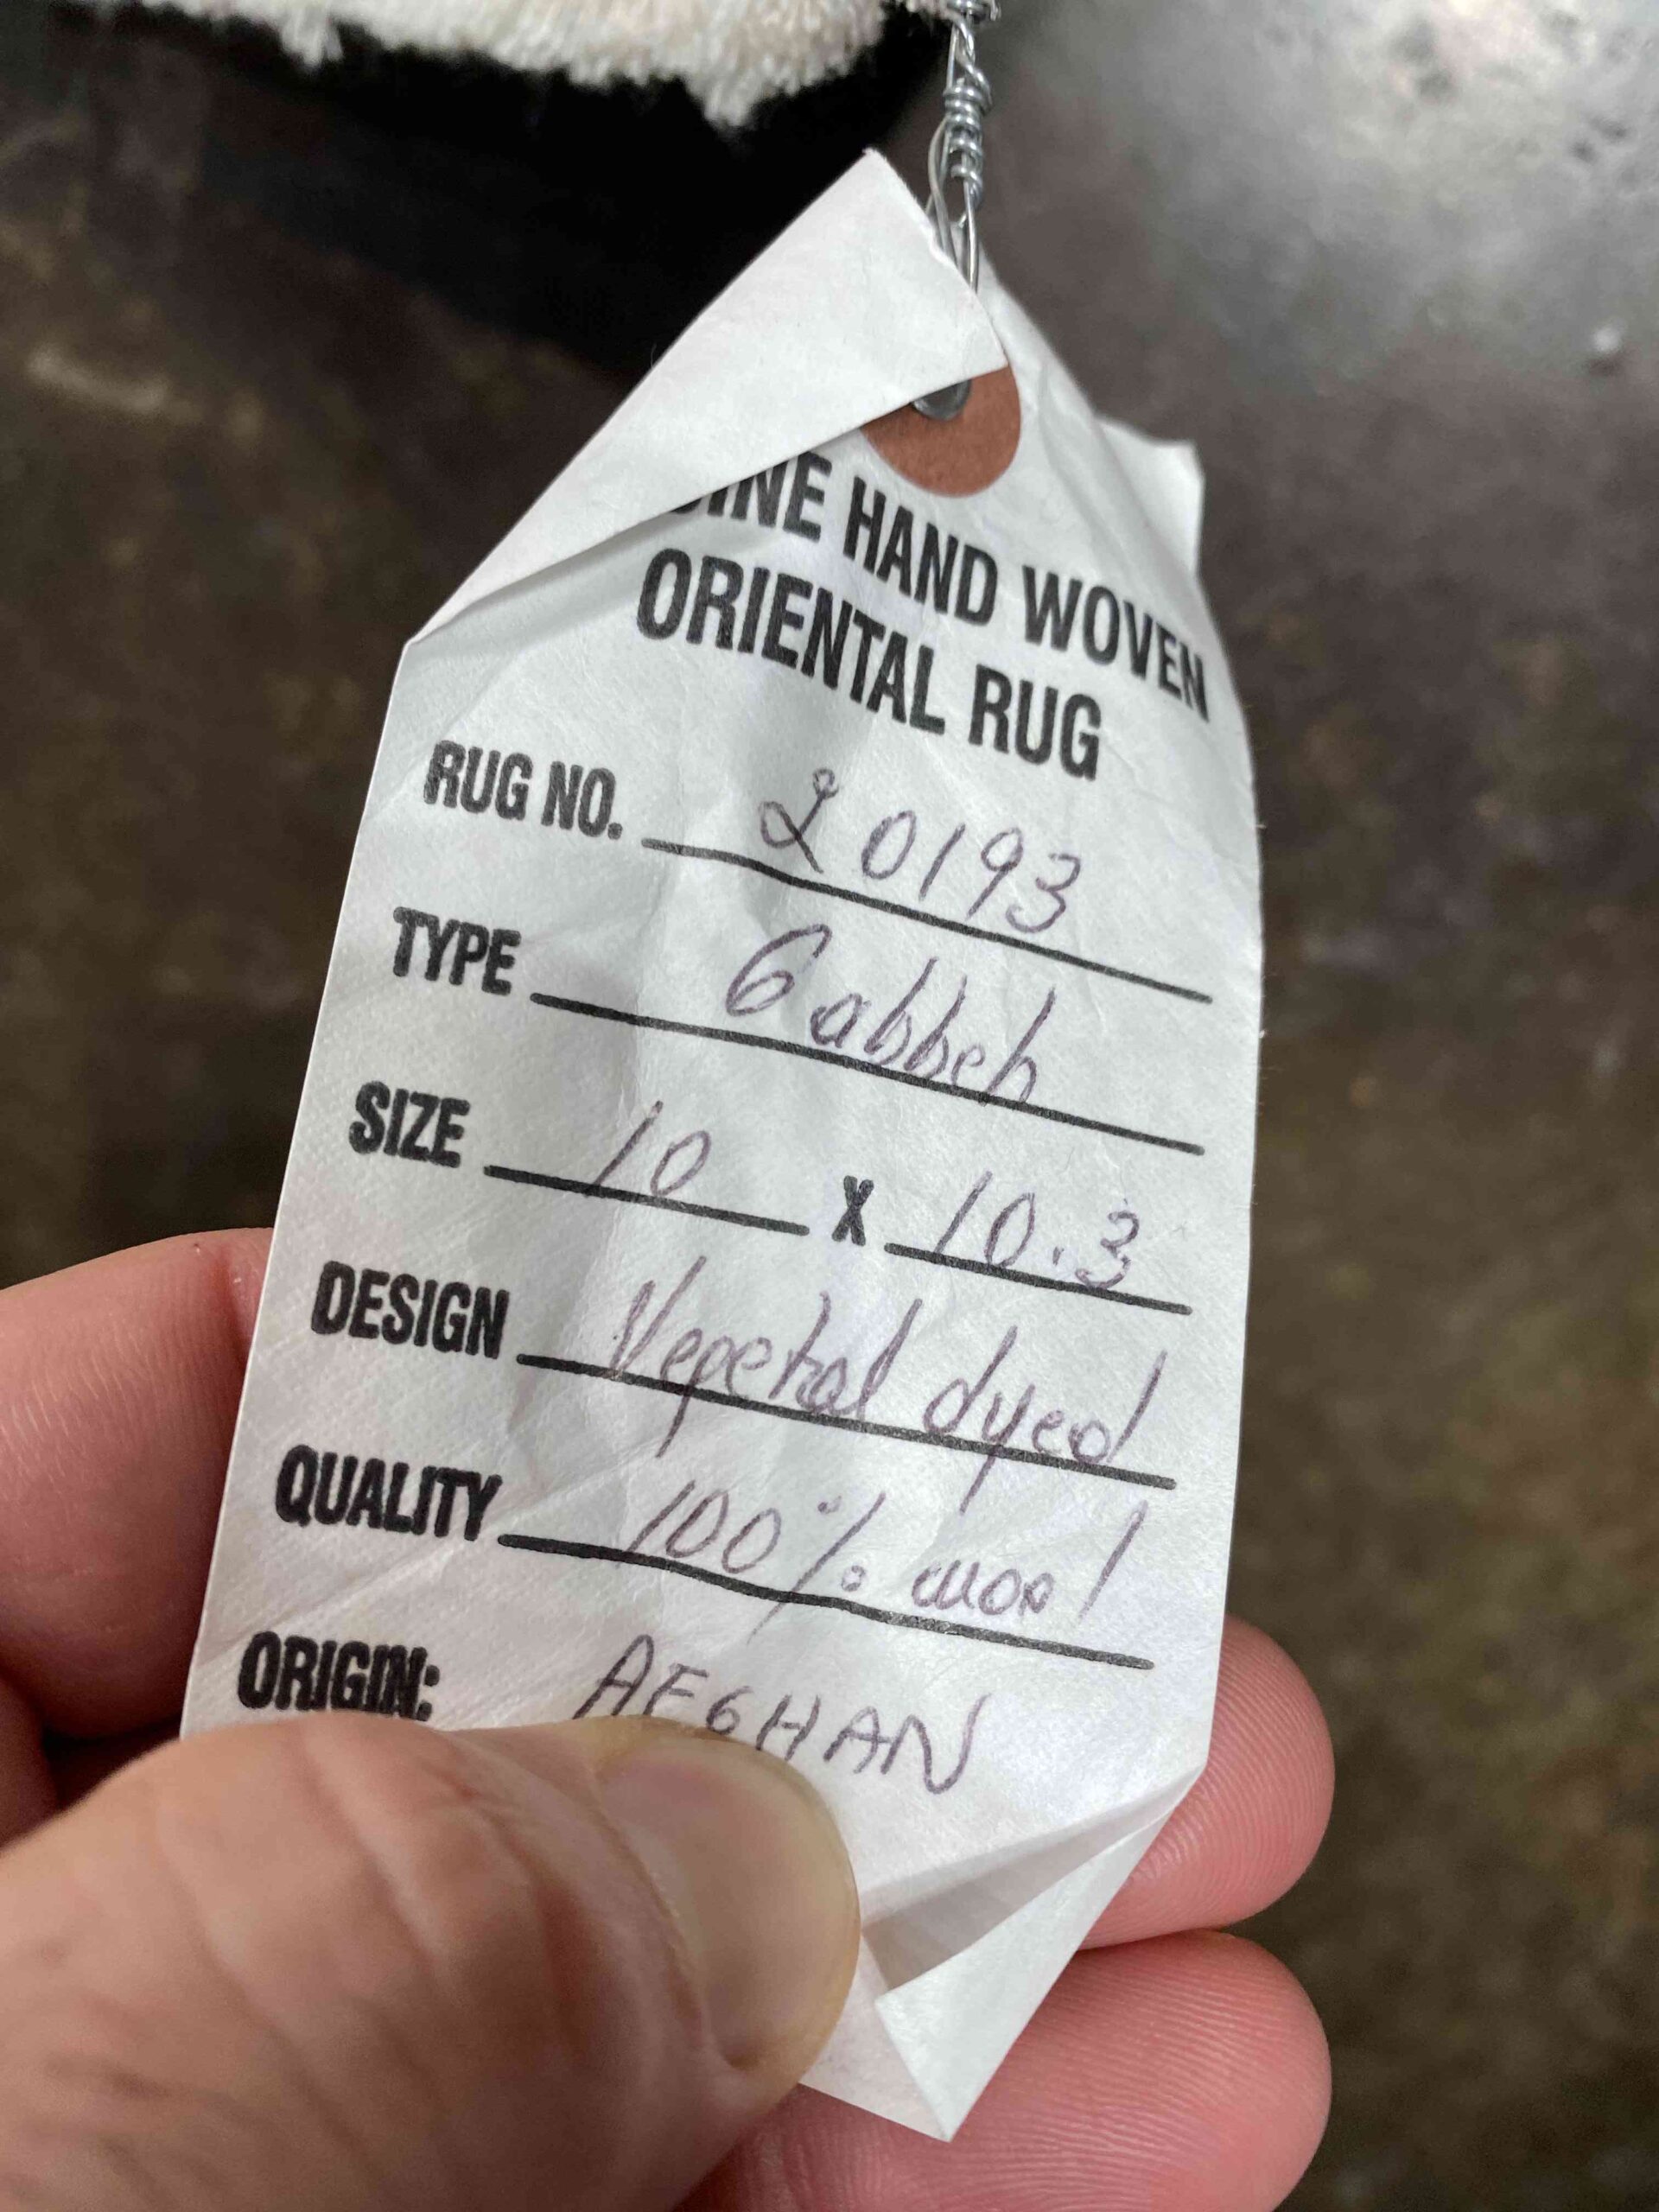 HAND WOVEN
ORIENTAL RUG
RUG NO. 20193
TYPE Gabbeh
SIZE 10 X 10.3
DESIGN Vegetal dyed
QUALITY 100% wool
ORIGIN: AFGHAN